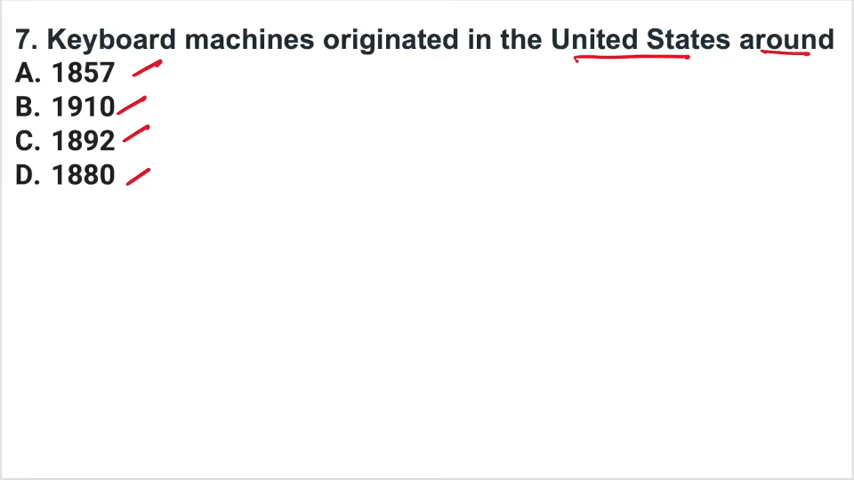 7. Keyboard machines originated in the United States around
A. 1857
B. 1910
C. 1892
D. 1880